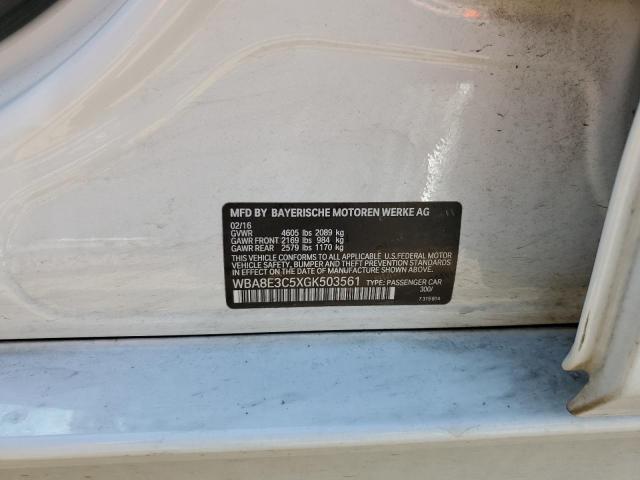 MFD BY BAYERISCHE MOTOREN WERKE AG
02/16
GVWR 4605 lbs 2089 kg
GAWR FRONT 2169 lbs 984 kg
GAWR REAR 2579 lbs 1170 kg
THIS VEHICLE CONFORMS TO ALL APPLICABLE U.S.FEDERAL MOTOR
VEHICLE SAFETY, BUMPER AND THEFT PREVENTION STANDARDS
IN EFFECT ON THE DATE OF MANUFACTURE SHOWN ABOVE.
WBA8E3C5XGK503561 TYPE: PASSENGER CAR
300/